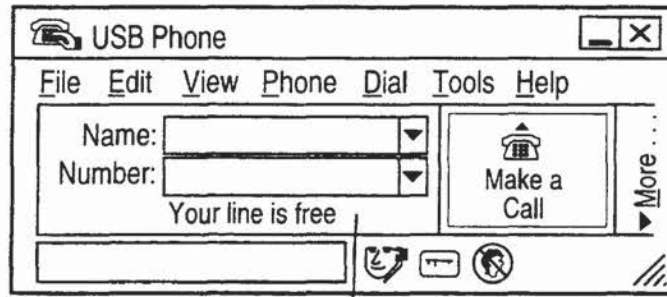 USB Phone
File Edit View Phone Dial Tools Help
Name:
Number:
Your line is free
Make a
Call
More . . .